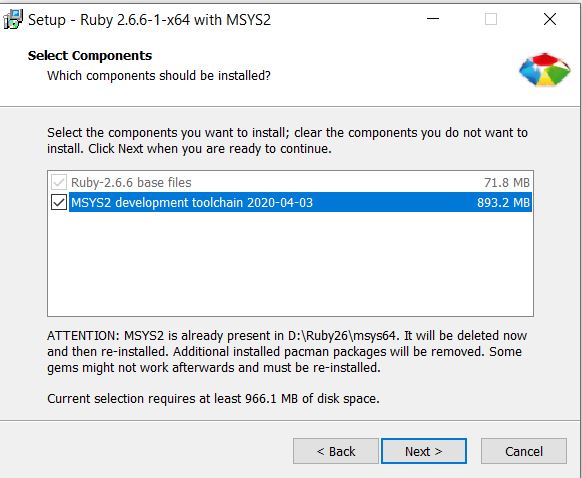 Setup - Ruby 2.6.6-1-x64 with MSYS2
Select Components
Which components should be installed?
Select the components you want to install; clear the components you do not want to
install. Click Next when you are ready to continue.
Ruby-2.6.6 base files 71.8 MB
MSYS2 development toolchain 2020-04-03 893.2 MB
ATTENTION: MSYS2 is already present in D:\Ruby26\msys64. It will be deleted now
and then re-installed. Additional installed pacman packages will be removed. Some
gems might not work afterwards and must be re-installed.
Current selection requires at least 966.1 MB of disk space.
< Back Next > Cancel